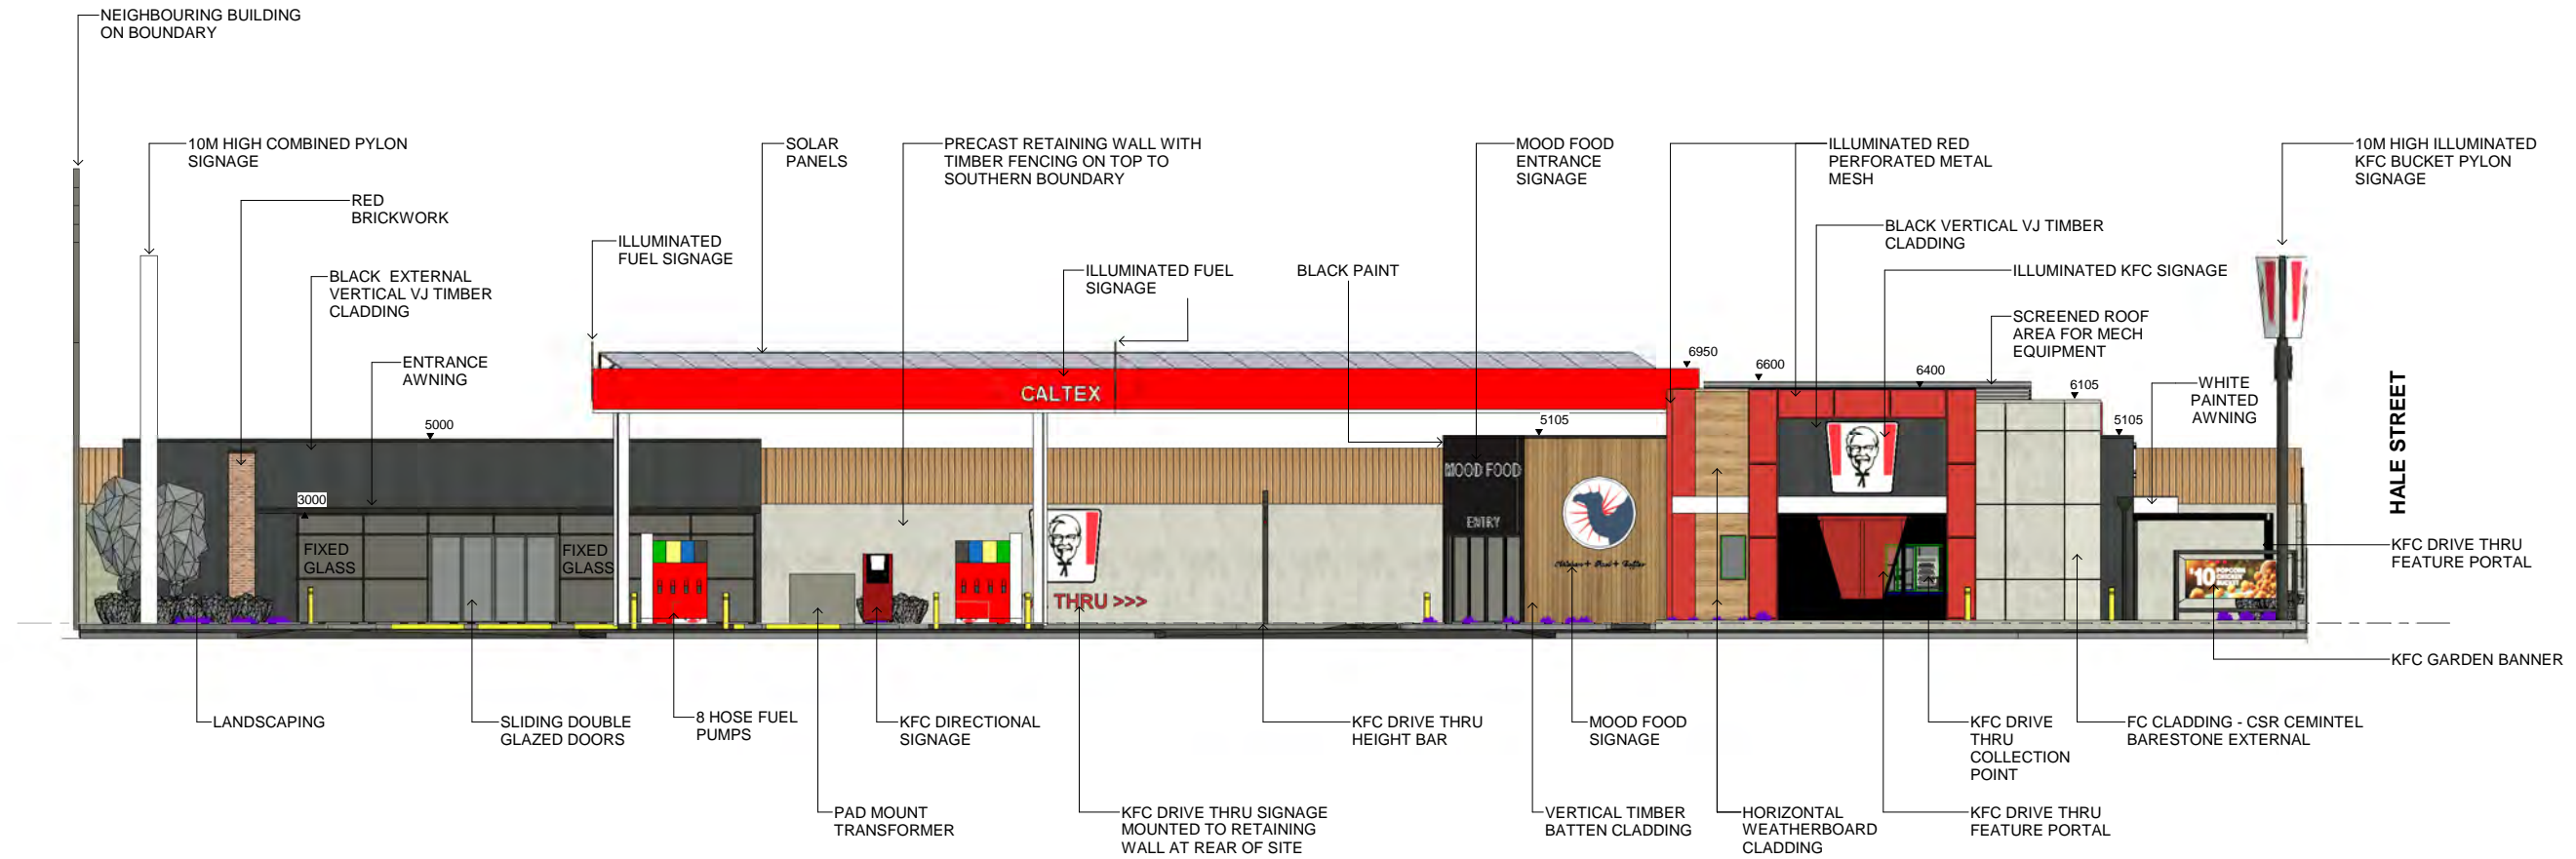 NEIGHBOURING BUILDING
ON BOUNDARY
10M HIGH COMBINED PYLON
SIGNAGE
SOLAR
PANELS
PRECAST RETAINING WALL WITH
TIMBER FENCING ON TOP TO
SOUTHERN BOUNDARY
MOOD FOOD
ENTRANCE
SIGNAGE
ILLUMINATED RED
PERFORATED METAL
MESH
10M HIGH ILLUMINATED
KFC BUCKET PYLON
SIGNAGE
RED
BRICKWORK
BLACK VERTICAL VJ TIMBER
CLADDING
ILLUMINATED
FUEL SIGNAGE
BLACK EXTERNAL
VERTICAL VJ TIMBER
CLADDING
ILLUMINATED FUEL
SIGNAGE
BLACK PAINT
ILLUMINATED KFC SIGNAGE
SCREENED ROOF
AREA FOR MECH
EQUIPMENT
ENTRANCE
AWNING
6950
6600
6400
6105
WHITE
PAINTED
AWNING
HALE STREET
CALTEX
5000
5105
5105
MOOD FOOD
3000
ENTRY
FIXED
GLASS
FIXED
GLASS
KFC DRIVE THRU
FEATURE PORTAL
$10 POPCORN
CHICKEN
THRU >>>
KFC GARDEN BANNER
LANDSCAPING
SLIDING DOUBLE
GLAZED DOORS
8 HOSE FUEL
PUMPS
KFC DIRECTIONAL
SIGNAGE
KFC DRIVE THRU
HEIGHT BAR
MOOD FOOD
SIGNAGE
KFC DRIVE
THRU
COLLECTION
POINT
FC CLADDING - CSR CEMINTEL
BARESTONE EXTERNAL
PAD MOUNT
TRANSFORMER
KFC DRIVE THRU SIGNAGE
MOUNTED TO RETAINING
WALL AT REAR OF SITE
VERTICAL TIMBER
BATTEN CLADDING
HORIZONTAL
WEATHERBOARD
CLADDING
KFC DRIVE THRU
FEATURE PORTAL